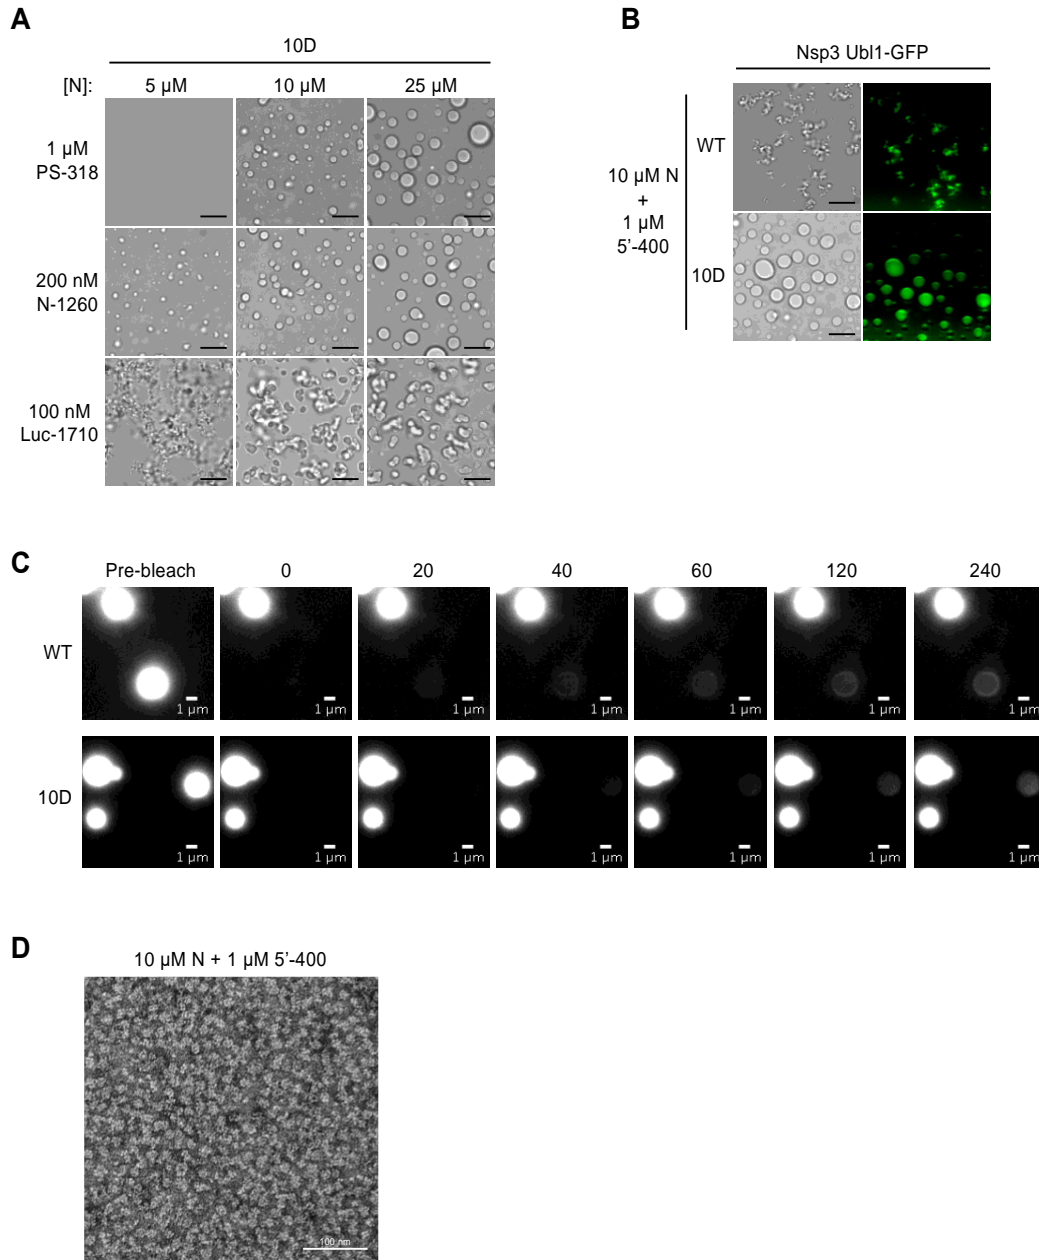 A
10D
[N]:
5 µM
10 µM
25 µM
1 µM
PS-318
200 nM
N-1260
100 nM
Luc-1710
B
Nsp3 Ubl1-GFP
10 µM N
+
1 µM
5'-400
WT
10D
C
Pre-bleach
0
20
40
60
120
240
WT
1 µm
1 µm
1 µm
1 µm
1 µm
1 µm
1 µm
10D
1 µm
1 µm
1 µm
1 µm
1 µm
1 µm
1 µm
D
10 µM N + 1 µM 5'-400
100 nm